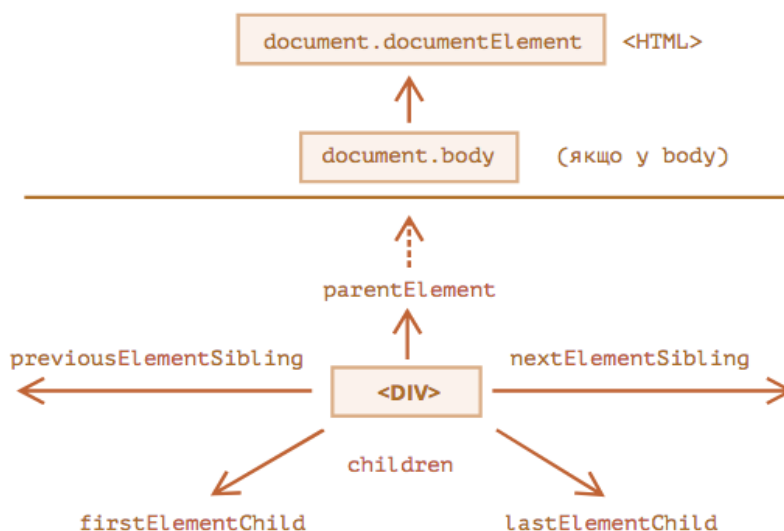 document.documentElement <HTML>
document.body (якщо у body)
parentElement
previousElementSibling nextElementSibling
<DIV>
children
firstElementChild lastElementChild